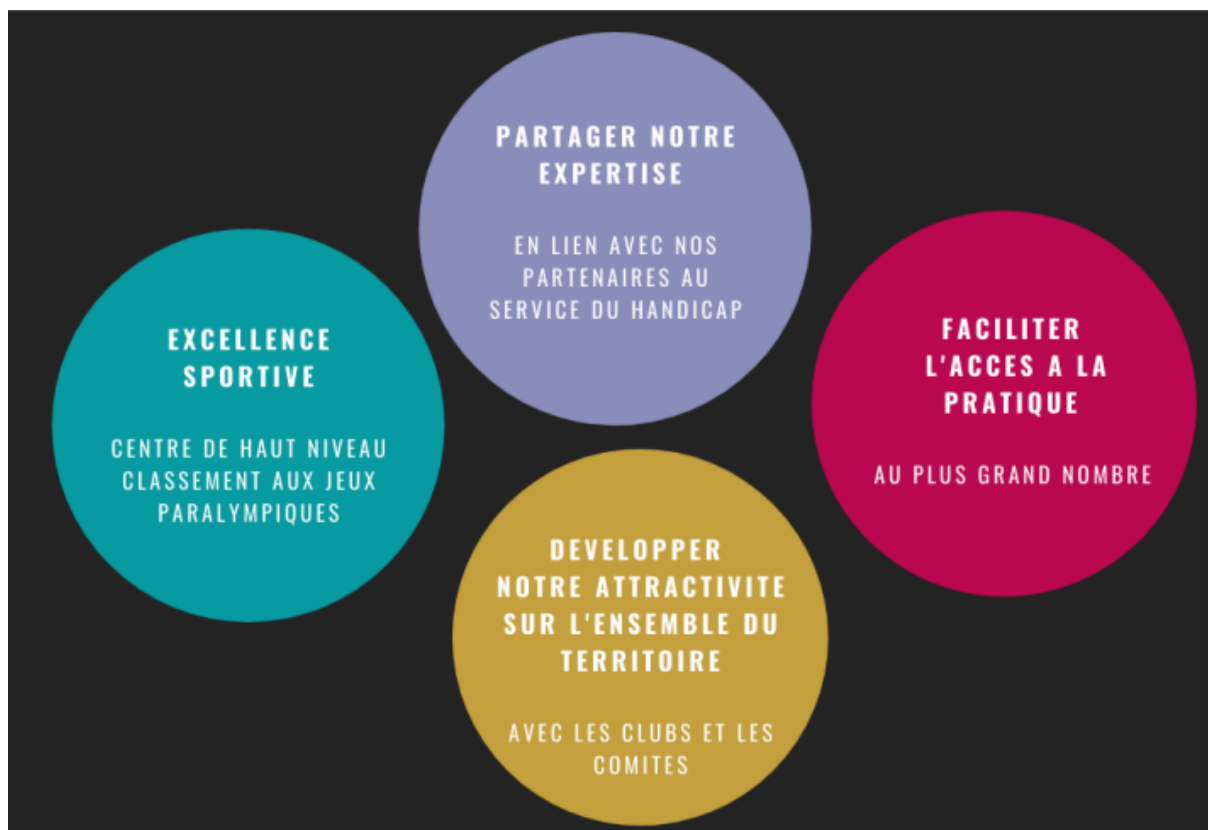 PARTAGER NOTRE
EXPERTISE
EN LIEN AVEC NOS
PARTENAIRES AU
SERVICE DU HANDICAP
EXCELLENCE
SPORTIVE
CENTRE DE HAUT NIVEAU
CLASSEMENT AUX JEUX
PARALYMPIQUES
FACILITER
L'ACCES A LA
PRATIQUE
AU PLUS GRAND NOMBRE
DEVELOPPER
NOTRE ATTRACTIVITE
SUR L'ENSEMBLE DU
TERRITOIRE
AVEC LES CLUBS ET LES
COMITES